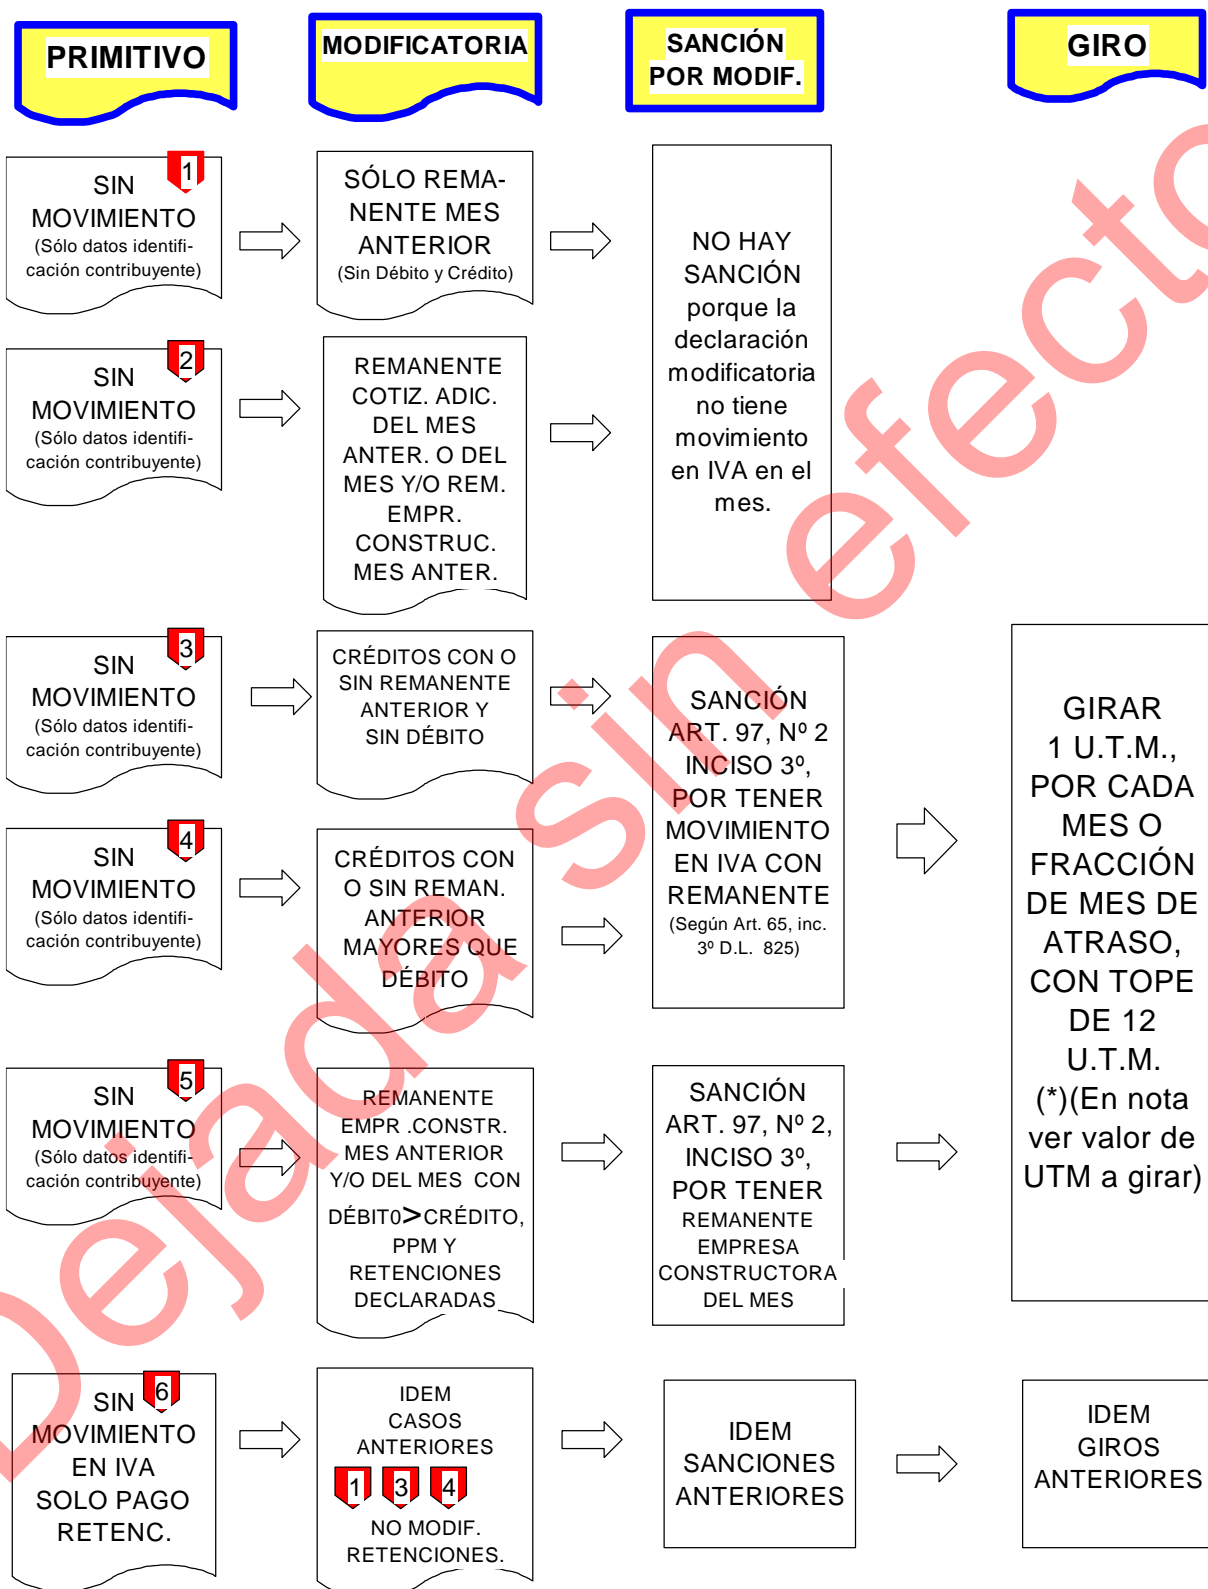 PRIMITIVO
MODIFICATORIA
SANCIÓN
POR MODIF.
GIRO
1
SIN
MOVIMIENTO
(Sólo datos identifi-
cación contribuyente)
SÓLO REMA-
NENTE MES
ANTERIOR
(Sin Débito y Crédito)
NO HAY
SANCIÓN
porque la
declaración
modificatoria
no tiene
movimiento
en IVA en el
mes.
2
SIN
MOVIMIENTO
(Sólo datos identifi-
cación contribuyente)
REMANENTE
COTIZ. ADIC.
DEL MES
ANTER. O DEL
MES Y/O REM.
EMPR.
CONSTRUC.
MES ANTER.
3
SIN
MOVIMIENTO
(Sólo datos identifi-
cación contribuyente)
CRÉDITOS CON O
SIN REMANENTE
ANTERIOR Y
SIN DÉBITO
SANCIÓN
ART. 97, Nº 2
INCISO 3º,
POR TENER
MOVIMIENTO
EN IVA CON
REMANENTE
(Según Art. 65, inc.
3º D.L. 825)
GIRAR
1 U.T.M.,
POR CADA
MES O
FRACCIÓN
DE MES DE
ATRASO,
CON TOPE
DE 12
U.T.M.
(*)(En nota
ver valor de
UTM a girar)
4
SIN
MOVIMIENTO
(Sólo datos identifi-
cación contribuyente)
CRÉDITOS CON
O SIN REMAN.
ANTERIOR
MAYORES QUE
DÉBITO
5
SIN
MOVIMIENTO
(Sólo datos identifi-
cación contribuyente)
REMANENTE
EMPR .CONSTR.
MES ANTERIOR
Y/O DEL MES CON
DÉBIT0>CRÉDITO,
PPM Y
RETENCIONES
DECLARADAS
SANCIÓN
ART. 97, Nº 2,
INCISO 3º,
POR TENER
REMANENTE
EMPRESA
CONSTRUCTORA
DEL MES
6
SIN
MOVIMIENTO
EN IVA
SOLO PAGO
RETENC.
IDEM
CASOS
ANTERIORES
1 3 4
NO MODIF.
RETENCIONES.
IDEM
SANCIONES
ANTERIORES
IDEM
GIROS
ANTERIORES
Dejada sin efecto